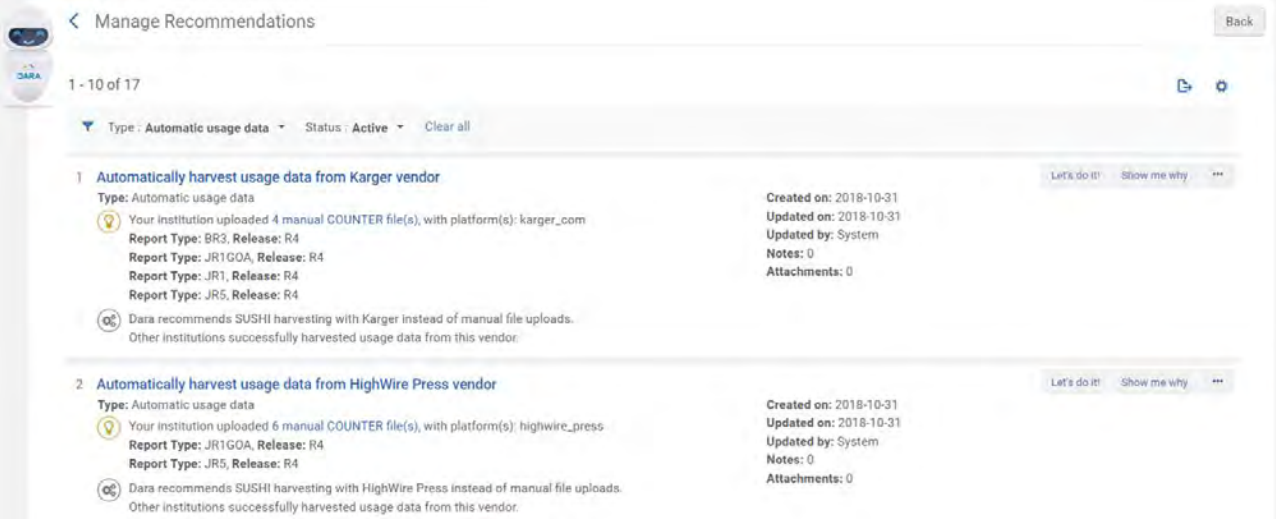 Manage Recommendations
Back
DARA
1 - 10 of 17
Type : Automatic usage data Status : Active Clear all
1 Automatically harvest usage data from Karger vendor
Let's do it! Show me why ...
Type: Automatic usage data
Created on: 2018-10-31
Your institution uploaded 4 manual COUNTER file(s), with platform(s): karger_com
Updated on: 2018-10-31
Report Type: BR3, Release: R4
Updated by: System
Report Type: JR1GOA, Release: R4
Notes: 0
Report Type: JR1, Release: R4
Attachments: 0
Report Type: JR5, Release: R4
Dara recommends SUSHI harvesting with Karger instead of manual file uploads.
Other institutions successfully harvested usage data from this vendor.
2 Automatically harvest usage data from HighWire Press vendor
Let's do it! Show me why ...
Type: Automatic usage data
Created on: 2018-10-31
Your institution uploaded 6 manual COUNTER file(s), with platform(s): highwire_press
Updated on: 2018-10-31
Report Type: JR1GOA, Release: R4
Updated by: System
Report Type: JR5, Release: R4
Notes: 0
Attachments: 0
Dara recommends SUSHI harvesting with HighWire Press instead of manual file uploads.
Other institutions successfully harvested usage data from this vendor.